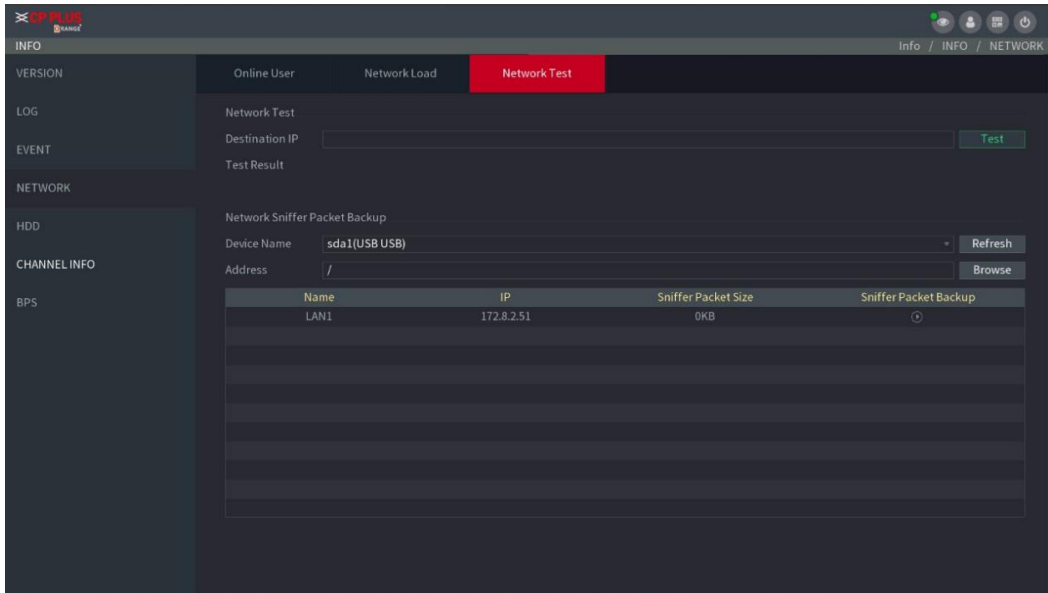 CP PLUS
ORANGE
INFO
Info / INFO / NETWORK
VERSION
LOG
EVENT
NETWORK
HDD
CHANNEL INFO
BPS
Online User Network Load Network Test
Network Test
Destination IP Test
Test Result
Network Sniffer Packet Backup
Device Name sda1(USB USB) Refresh
Address / Browse
Name IP Sniffer Packet Size Sniffer Packet Backup
LAN1 172.8.2.51 0KB